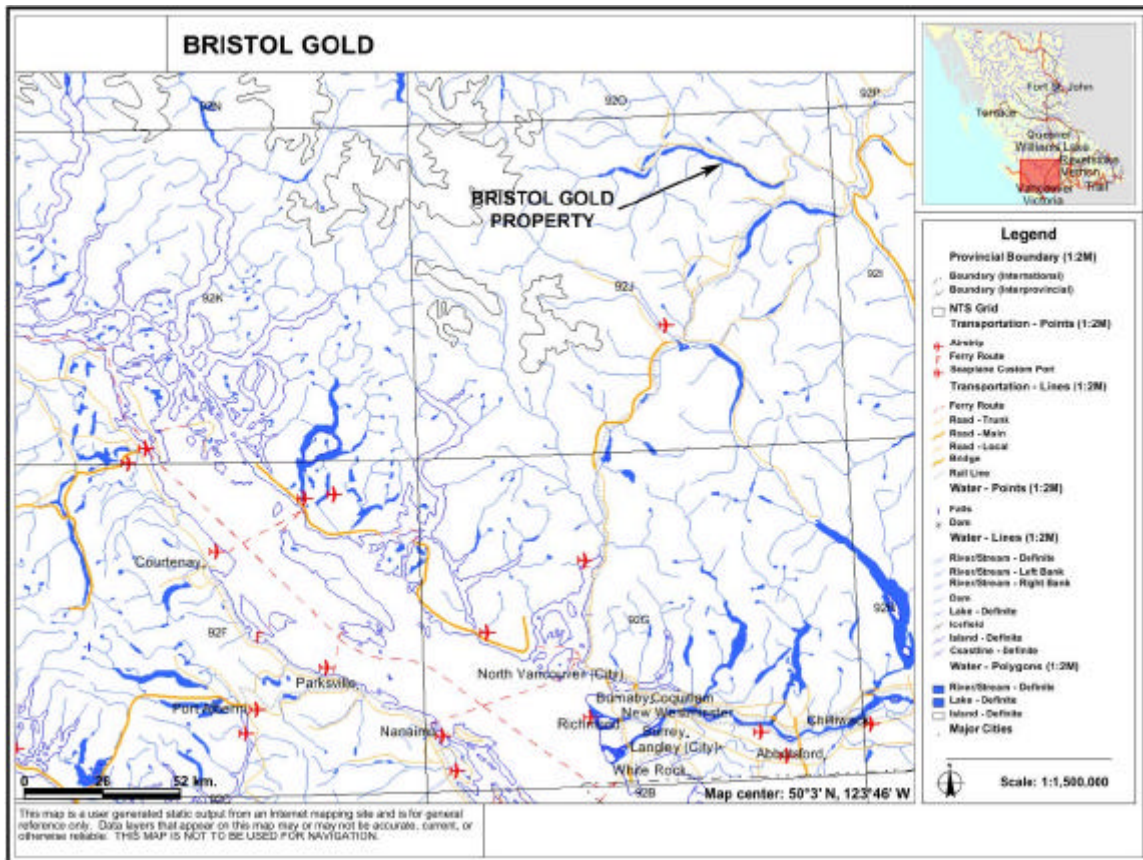 BRISTOL GOLD
Fort St. John
Terrace
Quesnel
Williams Lake
Revelstoke
Vernon
Trail
Vancouver
Victoria
92N
92O
92P
BRISTOL GOLD
PROPERTY
92J
92I
92K
Courtenay
92F
92G
Parksville
North Vancouver (City)
Burnaby Coquitlam
New Westminster
Port Alberni
Nanaimo
Richmond
Surrey
Langley (City)
Chilliwack
Abbotsford
White Rock
92B
92C
0 26 52 km.
Map center: 50°3' N, 123°46' W
Legend
Provincial Boundary (1:2M)
Boundary (International)
Boundary (Interprovincial)
NTS Grid
Transportation - Points (1:2M)
Airstrip
Ferry Route
Seaplane Custom Port
Transportation - Lines (1:2M)
Ferry Route
Road - Trunk
Road - Main
Road - Local
Bridge
Rail Line
Water - Points (1:2M)
Falls
Dam
Water - Lines (1:2M)
River/Stream - Definite
River/Stream - Left Bank
River/Stream - Right Bank
Dam
Lake - Definite
Icefield
Island - Definite
Coastline - Definite
Water - Polygons (1:2M)
River/Stream - Definite
Lake - Definite
Island - Definite
Major Cities
N
Scale: 1:1,500,000
This map is a user generated static output from an Internet mapping site and is for general
reference only. Data layers that appear on this map may or may not be accurate, current, or
otherwise reliable. THIS MAP IS NOT TO BE USED FOR NAVIGATION.